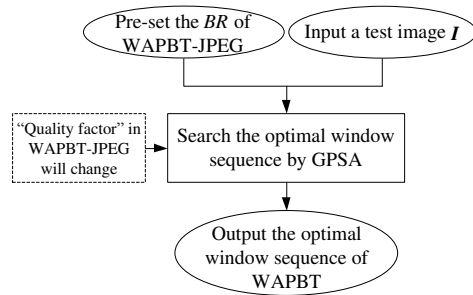 Pre-set the BR of
WAPBT-JPEG
Input a test image I
“Quality factor” in
WAPBT-JPEG
will change
Search the optimal window
sequence by GPSA
Output the optimal
window sequence of
WAPBT